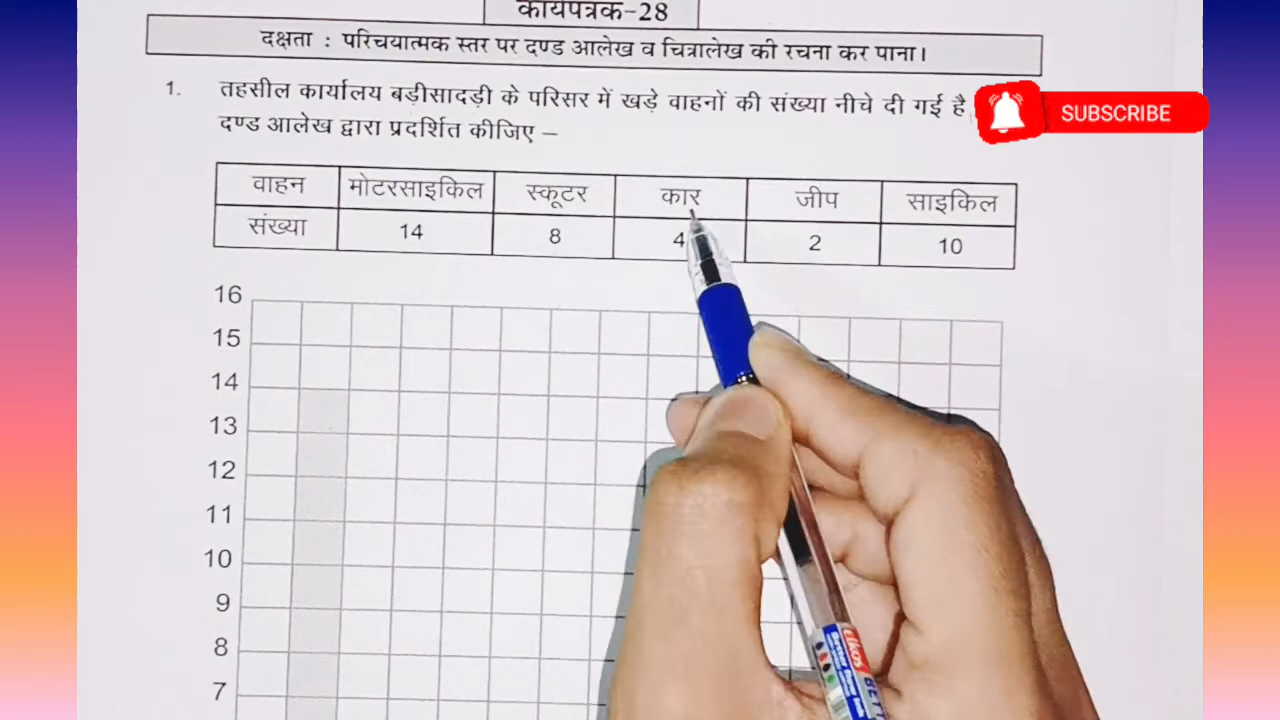 कार्यपत्रक-28
दक्षता : परिचयात्मक स्तर पर दण्ड आलेख व चित्रालेख की रचना कर पाना।
1. तहसील कार्यालय बड़ीसादड़ी के परिसर में खड़े वाहनों की संख्या नीचे दी गई है
दण्ड आलेख द्वारा प्रदर्शित कीजिए –
SUBSCRIBE
वाहन मोटरसाइकिल स्कूटर कार जीप साइकिल
संख्या 14 8 4 2 10
16
15
14
13
12
11
10
9
8
7
elkos